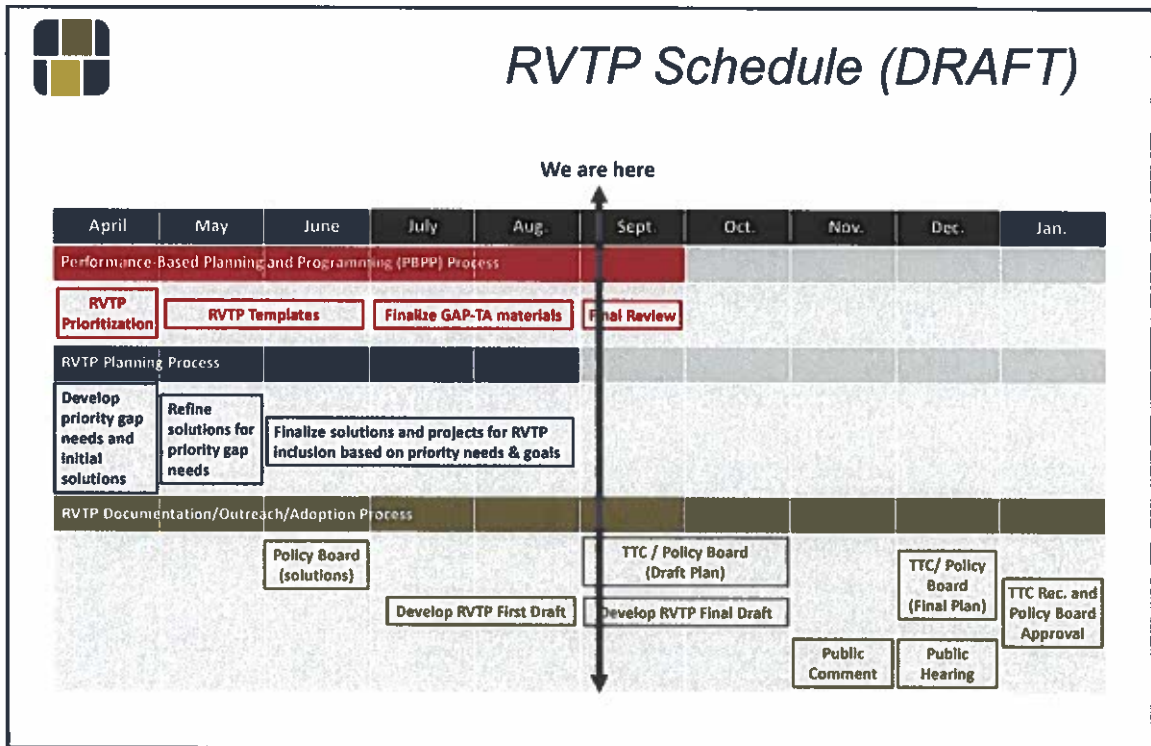 RVTP Schedule (DRAFT)
We are here
April May June July Aug. Sept. Oct. Nov. Dec. Jan.
Performance-Based Planning and Programming (PBPP) Process
RVTP
Prioritization
RVTP Templates
Finalize GAP-TA materials
Final Review
RVTP Planning Process
Develop
priority gap
needs and
initial
solutions
Refine
solutions for
priority gap
needs
Finalize solutions and projects for RVTP
inclusion based on priority needs & goals
RVTP Documentation/Outreach/Adoption Process
Policy Board
(solutions)
TTC / Policy Board
(Draft Plan)
TTC/ Policy
Board
(Final Plan)
TTC Rec. and
Policy Board
Approval
Develop RVTP First Draft
Develop RVTP Final Draft
Public
Comment
Public
Hearing